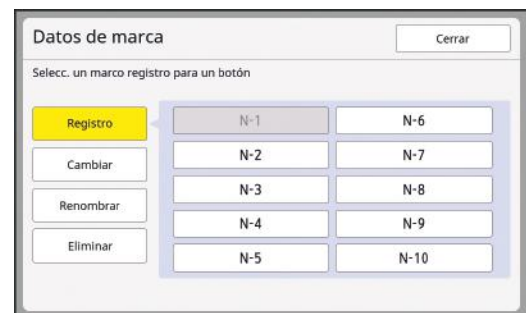 Datos de marca
Cerrar
Selecc. un marco registro para un botón
Registro
Cambiar
Renombrar
Eliminar
N-1
N-2
N-3
N-4
N-5
N-6
N-7
N-8
N-9
N-10